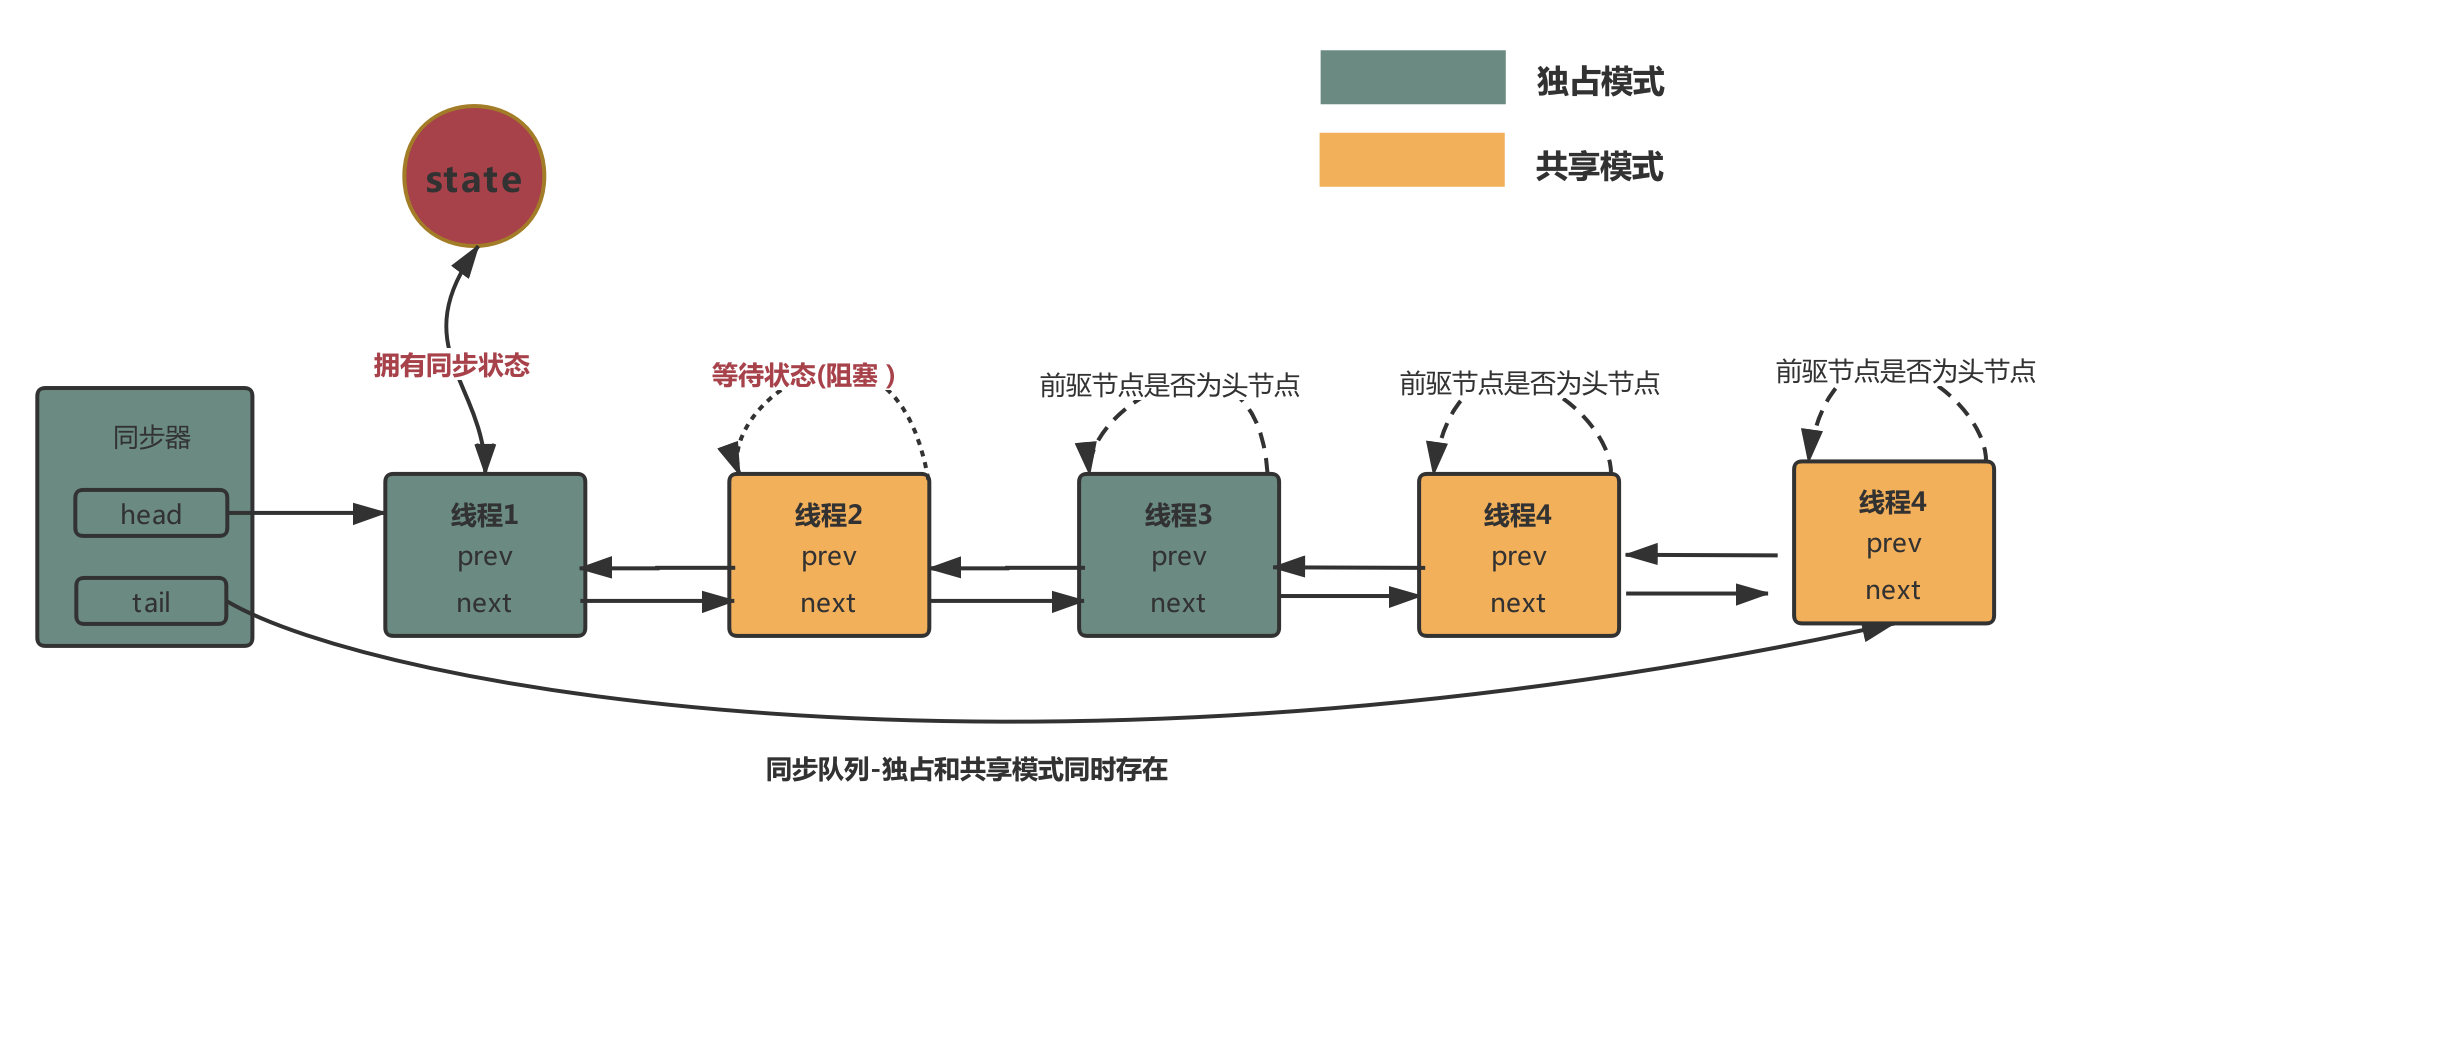 独占模式
共享模式
state
拥有同步状态
等待状态(阻塞 )
前驱节点是否为头节点
前驱节点是否为头节点
前驱节点是否为头节点
同步器
head
tail
线程1
prev
next
线程2
prev
next
线程3
prev
next
线程4
prev
next
线程4
prev
next
同步队列-独占和共享模式同时存在